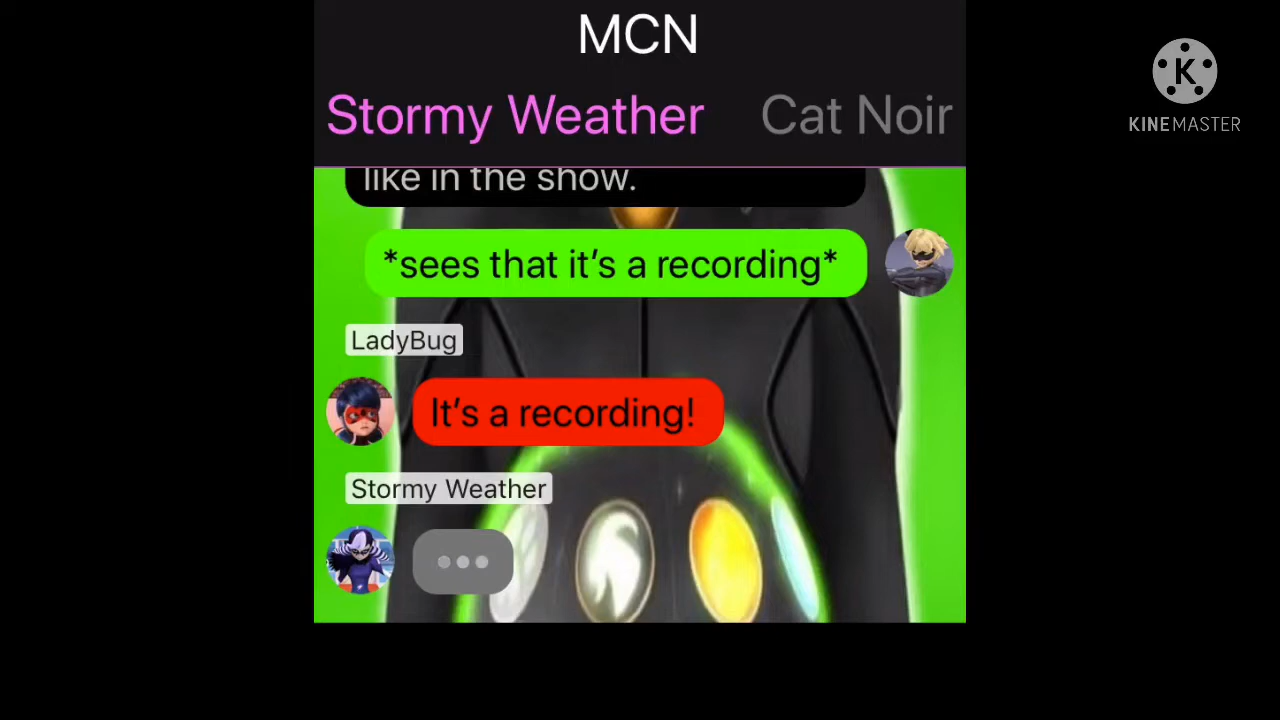 MCN
Stormy Weather Cat Noir
like in the show.
*sees that it's a recording*
LadyBug
It's a recording!
Stormy Weather
K
KINEMASTER